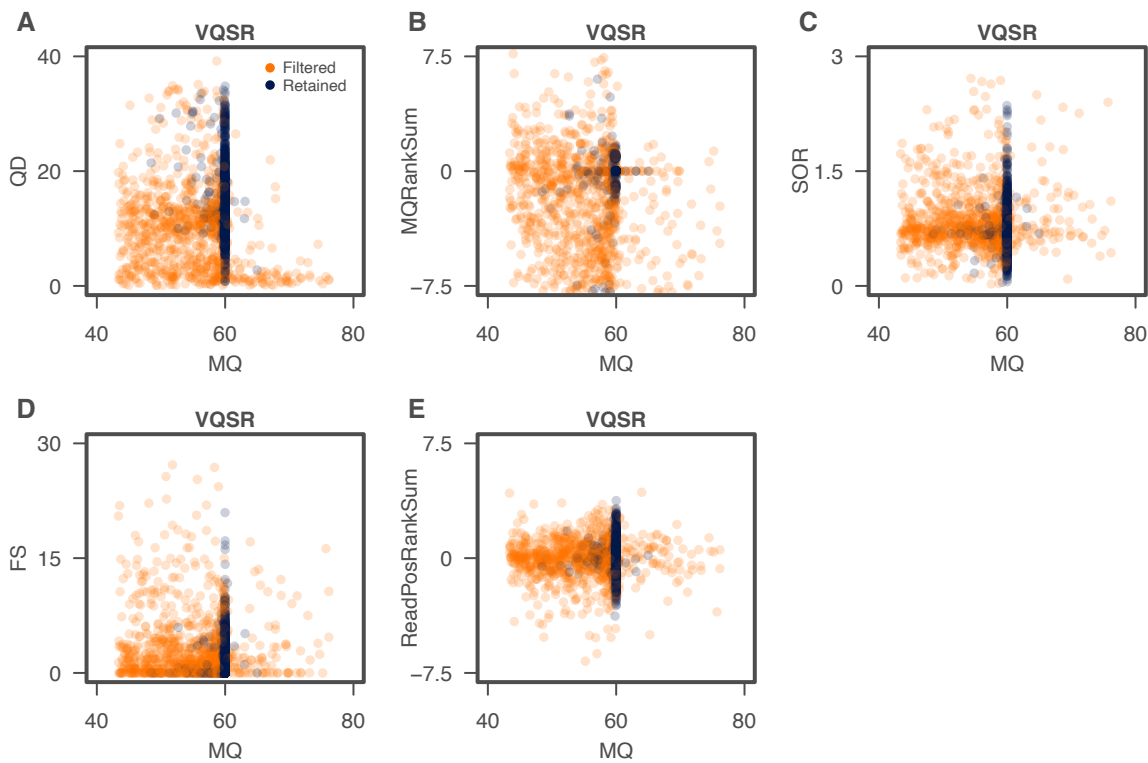 A
VQSR
40
20
0
QD
Filtered
Retained
40 60 80
MQ
B
VQSR
7.5
0
−7.5
MQRankSum
40 60 80
MQ
C
VQSR
3
1.5
0
SOR
40 60 80
MQ
D
VQSR
30
15
0
FS
40 60 80
MQ
E
VQSR
7.5
0
−7.5
ReadPosRankSum
40 60 80
MQ